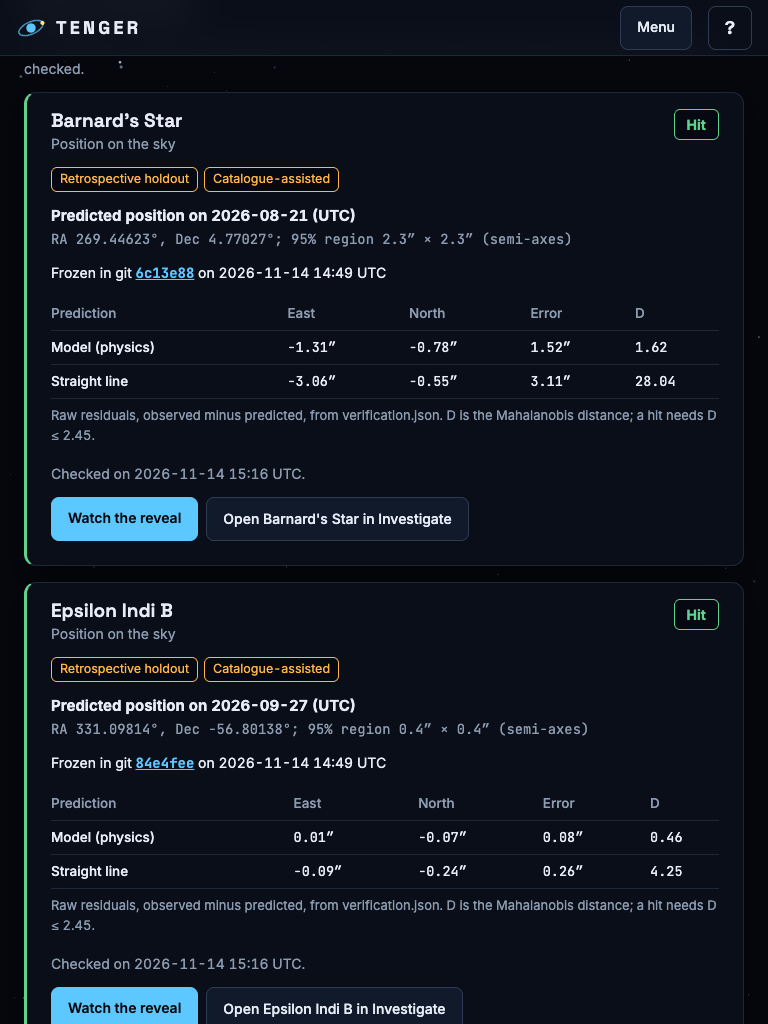 TENGER
Menu
?
checked.
Barnard's Star
Hit
Position on the sky
Retrospective holdout
Catalogue-assisted
Predicted position on 2026-08-21 (UTC)
RA 269.44623°, Dec 4.77027°; 95% region 2.3″ × 2.3″ (semi-axes)
Frozen in git 6c13e88 on 2026-11-14 14:49 UTC
Prediction East North Error D
Model (physics) -1.31″ -0.78″ 1.52″ 1.62
Straight line -3.06″ -0.55″ 3.11″ 28.04
Raw residuals, observed minus predicted, from verification.json. D is the Mahalanobis distance; a hit needs D
≤ 2.45.
Checked on 2026-11-14 15:16 UTC.
Watch the reveal
Open Barnard's Star in Investigate
Epsilon Indi B
Hit
Position on the sky
Retrospective holdout
Catalogue-assisted
Predicted position on 2026-09-27 (UTC)
RA 331.09814°, Dec -56.80138°; 95% region 0.4″ × 0.4″ (semi-axes)
Frozen in git 84e4fee on 2026-11-14 14:49 UTC
Prediction East North Error D
Model (physics) 0.01″ -0.07″ 0.08″ 0.46
Straight line -0.09″ -0.24″ 0.26″ 4.25
Raw residuals, observed minus predicted, from verification.json. D is the Mahalanobis distance; a hit needs D
≤ 2.45.
Checked on 2026-11-14 15:16 UTC.
Watch the reveal
Open Epsilon Indi B in Investigate